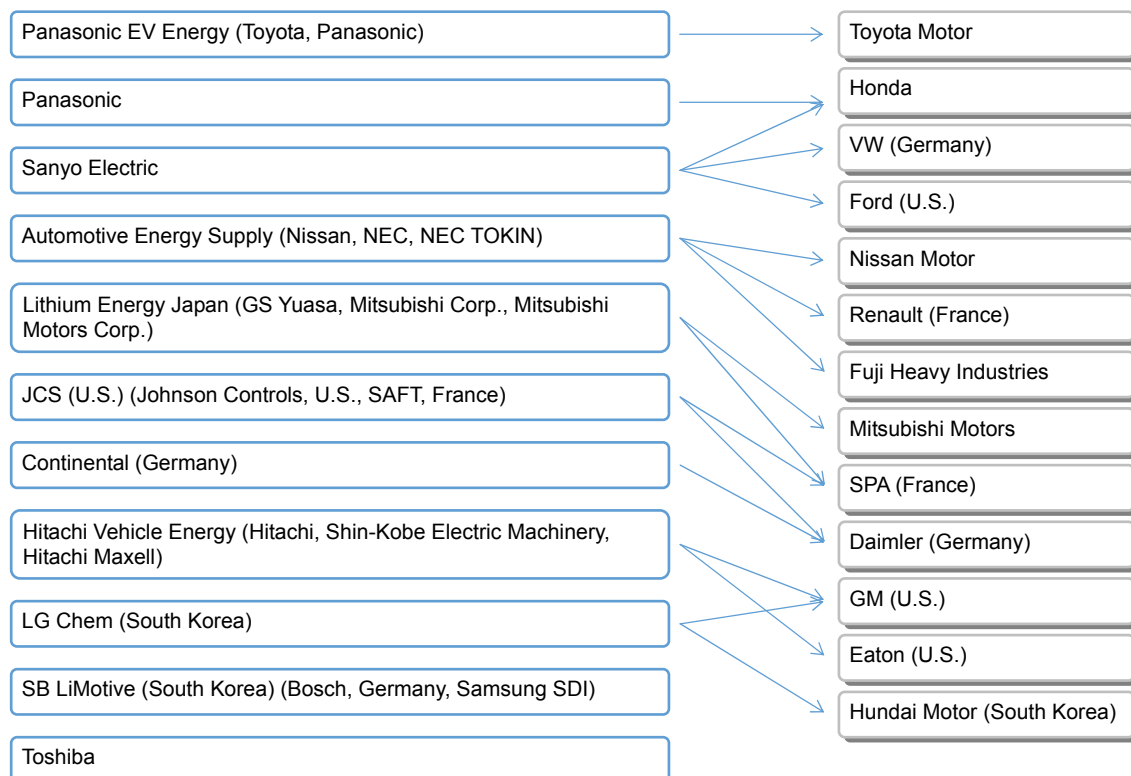 Panasonic EV Energy (Toyota, Panasonic)
Panasonic
Sanyo Electric
Automotive Energy Supply (Nissan, NEC, NEC TOKIN)
Lithium Energy Japan (GS Yuasa, Mitsubishi Corp., Mitsubishi
Motors Corp.)
JCS (U.S.) (Johnson Controls, U.S., SAFT, France)
Continental (Germany)
Hitachi Vehicle Energy (Hitachi, Shin-Kobe Electric Machinery,
Hitachi Maxell)
LG Chem (South Korea)
SB LiMotive (South Korea) (Bosch, Germany, Samsung SDI)
Toshiba
Toyota Motor
Honda
VW (Germany)
Ford (U.S.)
Nissan Motor
Renault (France)
Fuji Heavy Industries
Mitsubishi Motors
SPA (France)
Daimler (Germany)
GM (U.S.)
Eaton (U.S.)
Hundai Motor (South Korea)